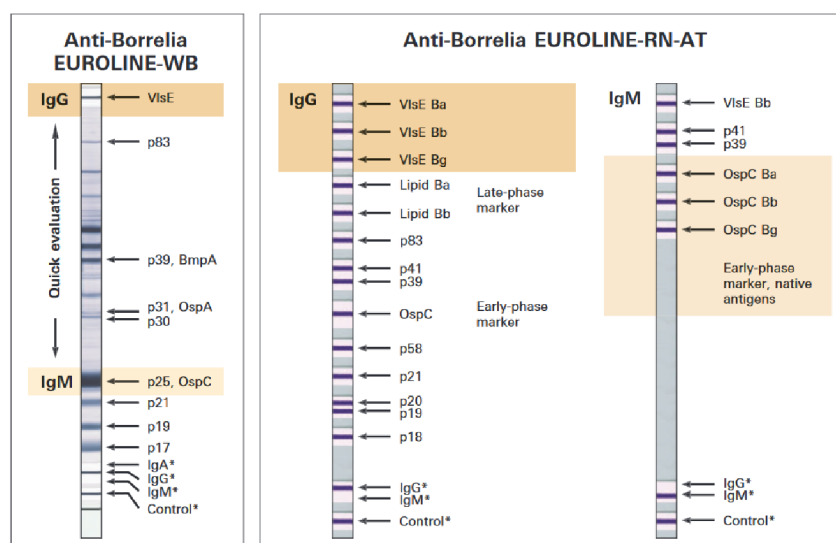 Anti-Borrelia
EUROLINE-WB
IgG
VlsE
Quick evaluation
p83
p39, BmpA
p31, OspA
p30
IgM
p25, OspC
p21
p19
p17
IgA*
IgG*
IgM*
Control*
Anti-Borrelia EUROLINE-RN-AT
IgG
VlsE Ba
VlsE Bb
VlsE Bg
Lipid Ba
Lipid Bb
Late-phase
marker
p83
p41
p39
OspC
Early-phase
marker
p58
p21
p20
p19
p18
IgG*
IgM*
Control*
IgM
VlsE Bb
p41
p39
OspC Ba
OspC Bb
OspC Bg
Early-phase
marker, native
antigens
IgG*
IgM*
Control*